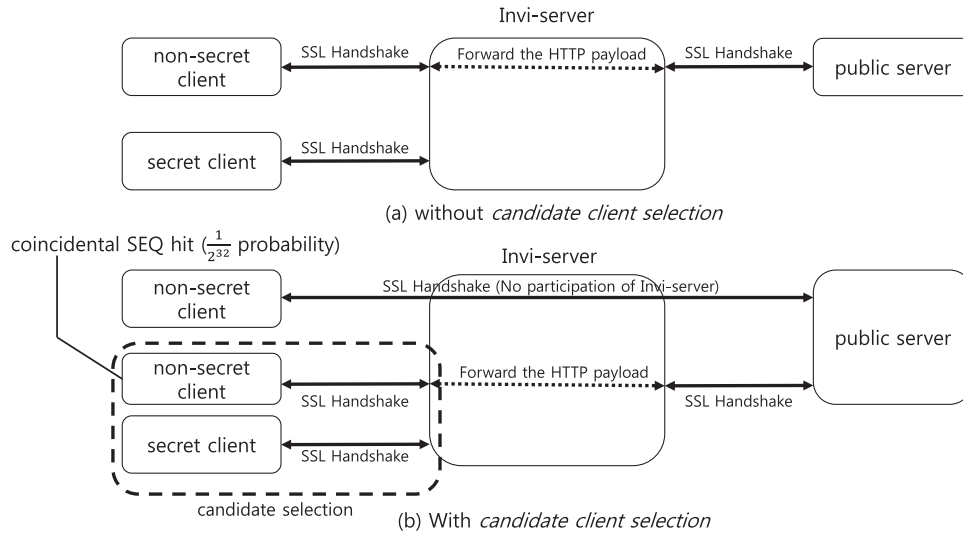 Invi-server
non-secret
client
SSL Handshake
Forward the HTTP payload
SSL Handshake
public server
secret client
SSL Handshake
(a) without candidate client selection
coincidental SEQ hit (1/2^32 probability)
Invi-server
non-secret
client
SSL Handshake (No participation of Invi-server)
public server
non-secret
client
SSL Handshake
Forward the HTTP payload
SSL Handshake
secret client
SSL Handshake
candidate selection
(b) With candidate client selection